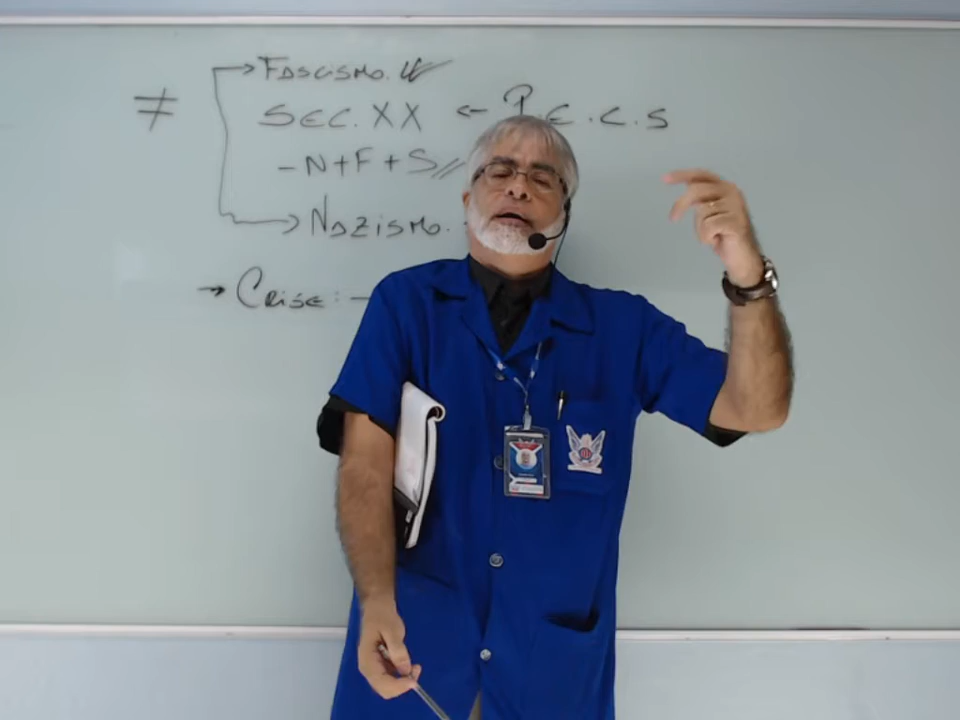 ≠ → Fascismo.
SEC. XX ← P.E.C.S
- N + F + S //
→ Nazismo.
→ Crise: -